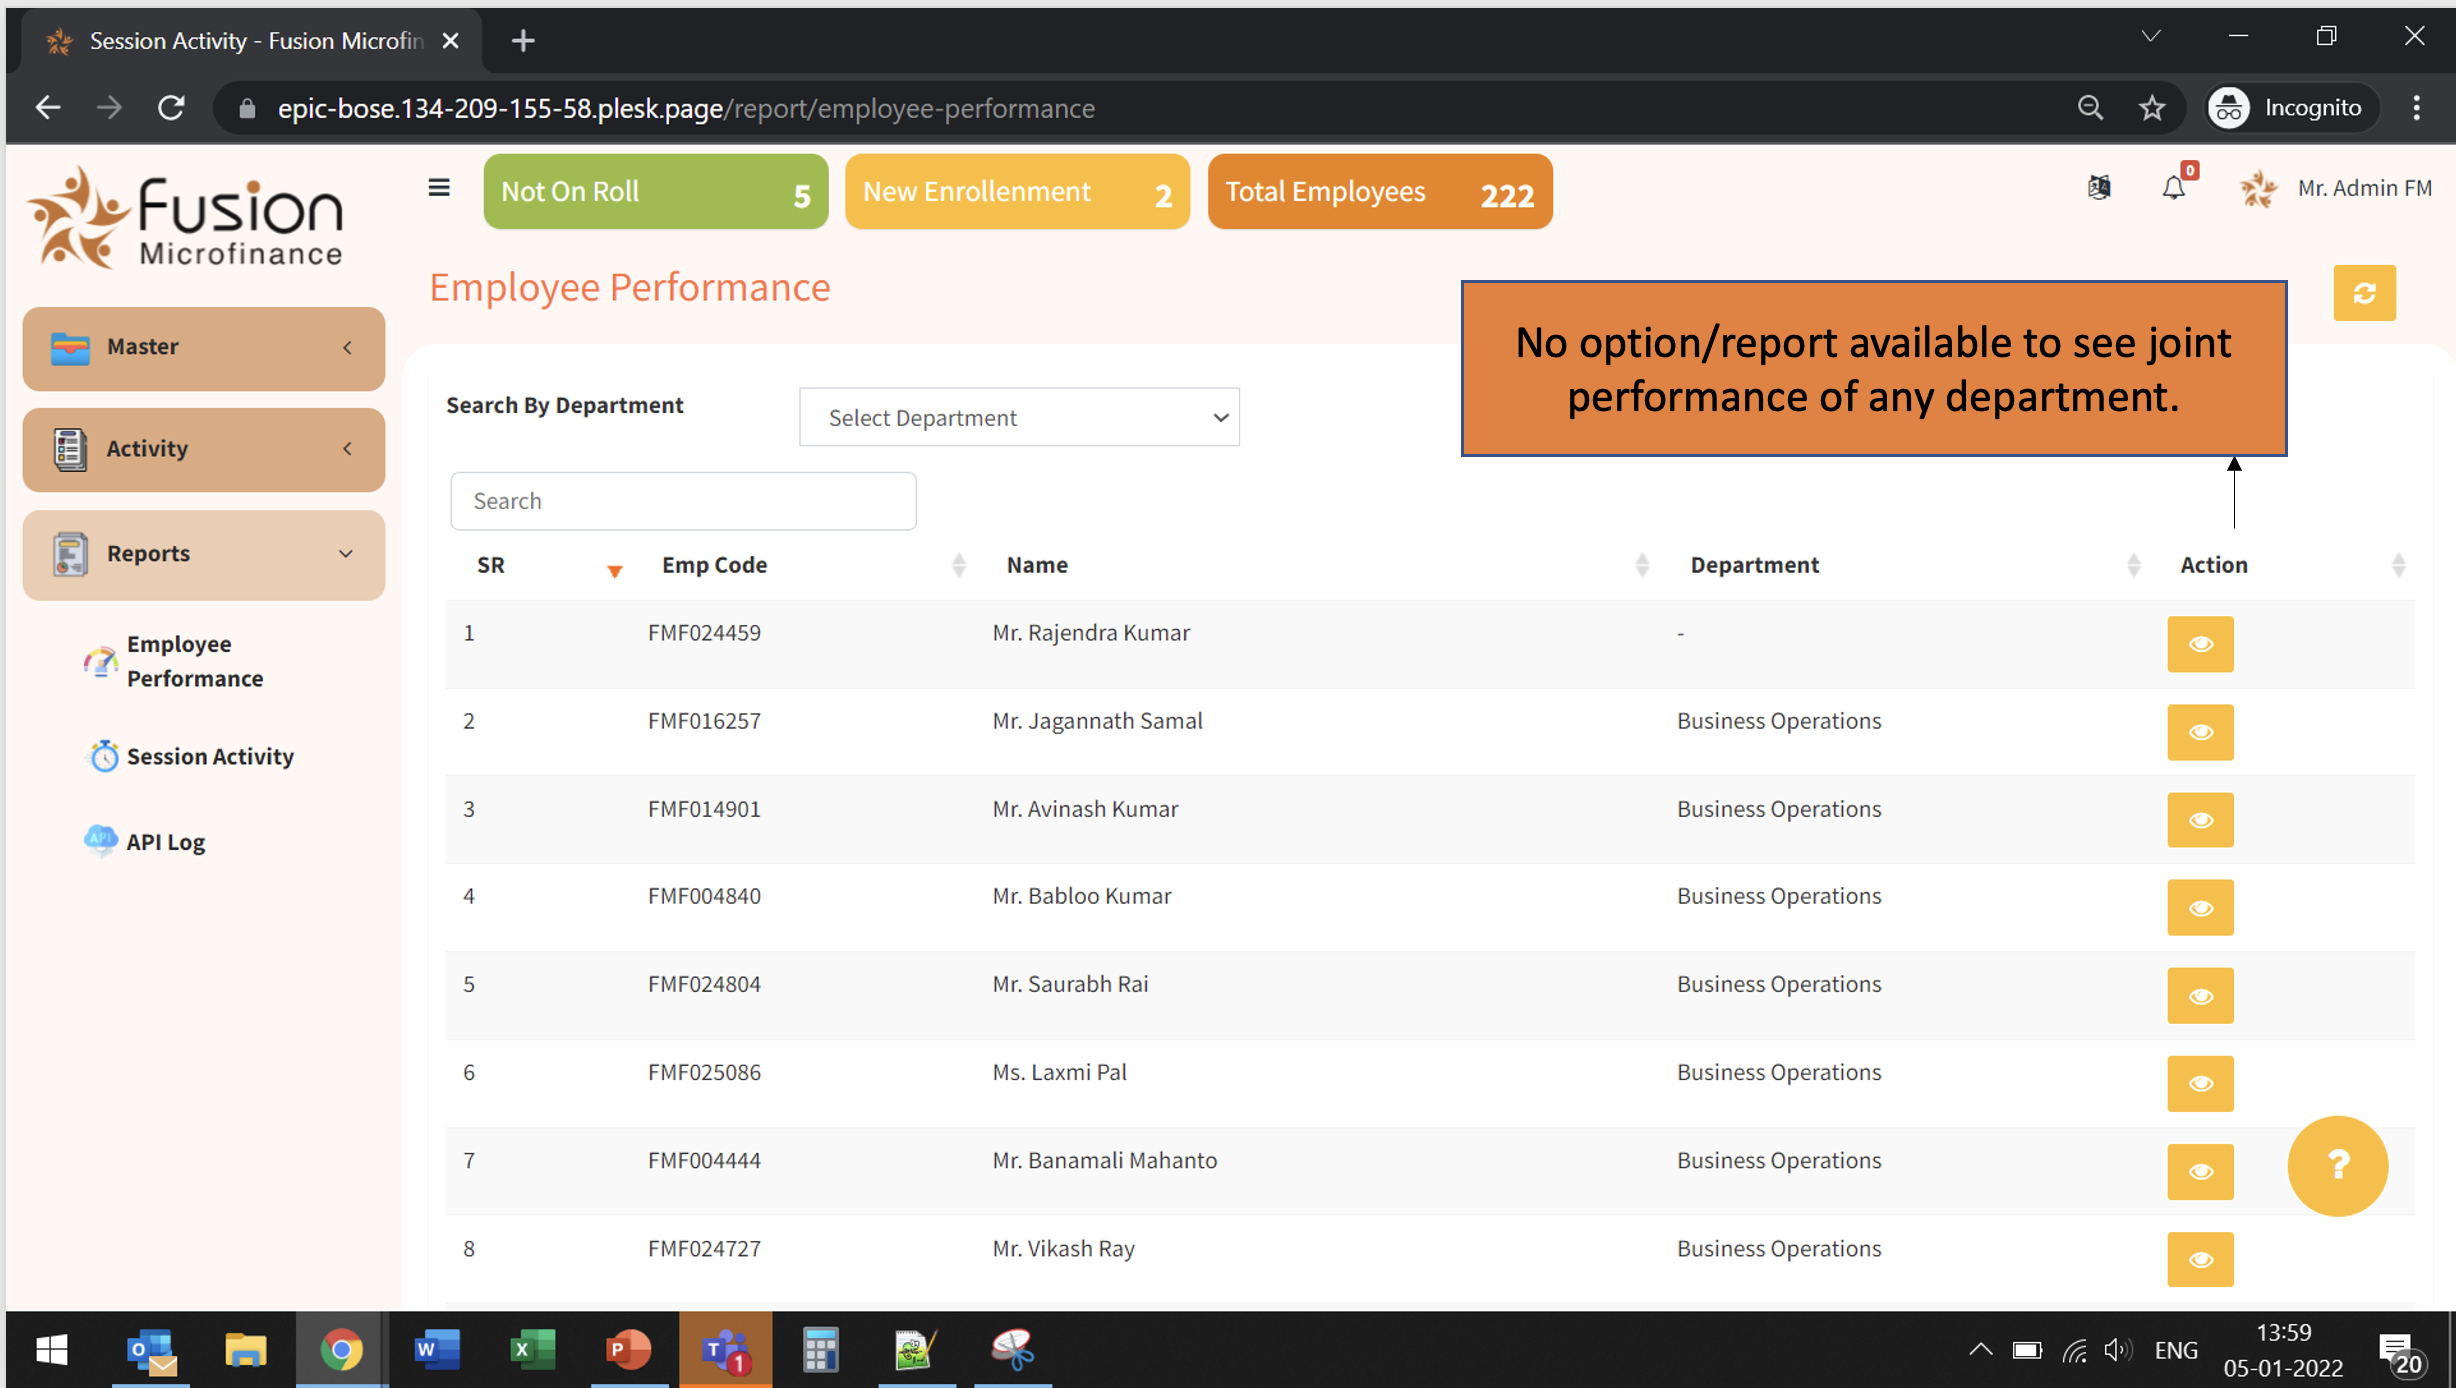 Session Activity - Fusion Microfin
epic-bose.134-209-155-58.plesk.page/report/employee-performance
Incognito
Fusion
Microfinance
Not On Roll 5
New Enrollenment 2
Total Employees 222
0
Mr. Admin FM
Employee Performance
No option/report available to see joint
performance of any department.
Master
Activity
Reports
Employee
Performance
Session Activity
API
API Log
Search By Department
Select Department
Search
SR Emp Code Name Department Action
1 FMF024459 Mr. Rajendra Kumar -
2 FMF016257 Mr. Jagannath Samal Business Operations
3 FMF014901 Mr. Avinash Kumar Business Operations
4 FMF004840 Mr. Babloo Kumar Business Operations
5 FMF024804 Mr. Saurabh Rai Business Operations
6 FMF025086 Ms. Laxmi Pal Business Operations
7 FMF004444 Mr. Banamali Mahanto Business Operations
8 FMF024727 Mr. Vikash Ray Business Operations
?
ENG
13:59
05-01-2022
20